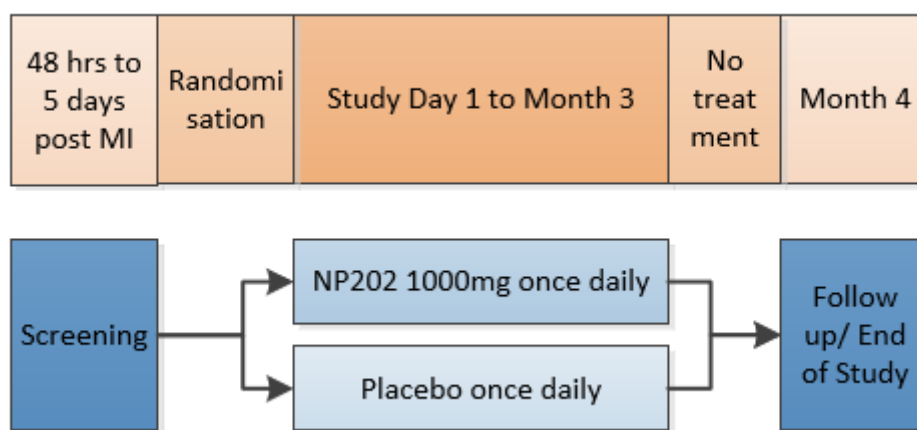 48 hrs to
5 days
post MI
Randomi
sation
Study Day 1 to Month 3
No
treat
ment
Month 4
Screening
NP202 1000mg once daily
Placebo once daily
Follow
up/ End
of Study